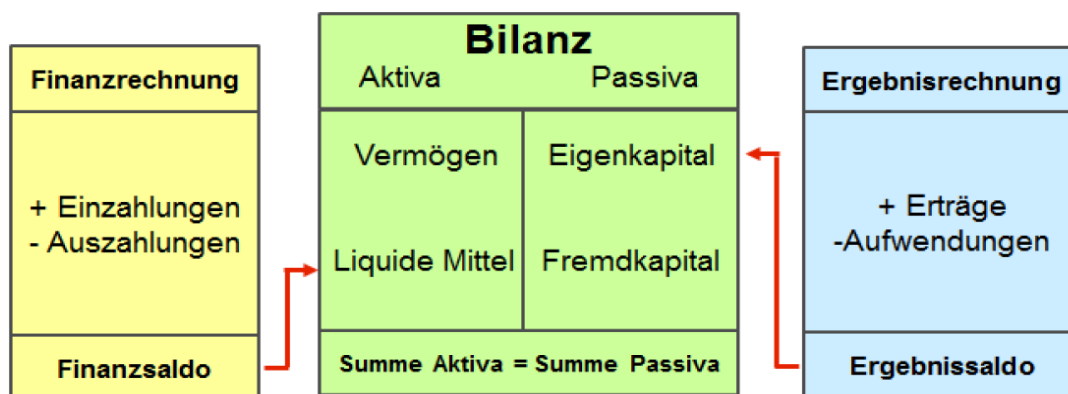 Finanzrechnung
+ Einzahlungen
- Auszahlungen
Finanzsaldo
Bilanz
Aktiva Passiva
Vermögen Eigenkapital
Liquide Mittel Fremdkapital
Summe Aktiva = Summe Passiva
Ergebnisrechnung
+ Erträge
-Aufwendungen
Ergebnissaldo